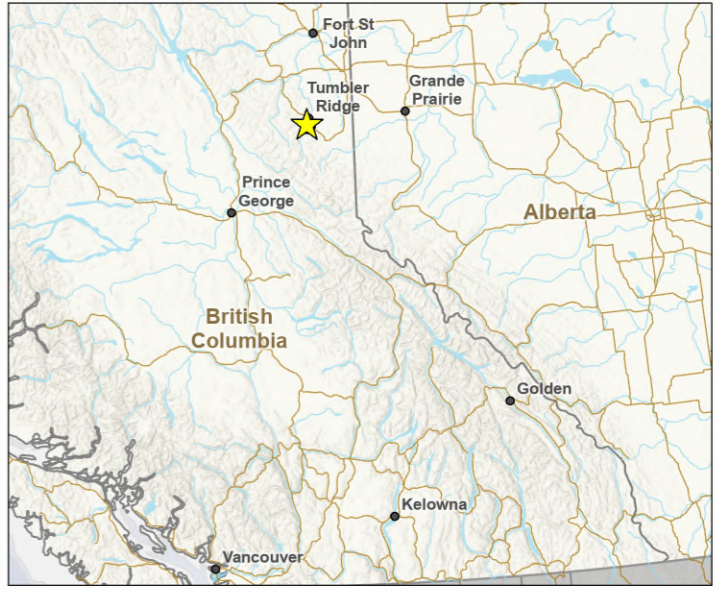 Fort St
John
Tumbler
Ridge
Grande
Prairie
Prince
George
Alberta
British
Columbia
Golden
Kelowna
Vancouver